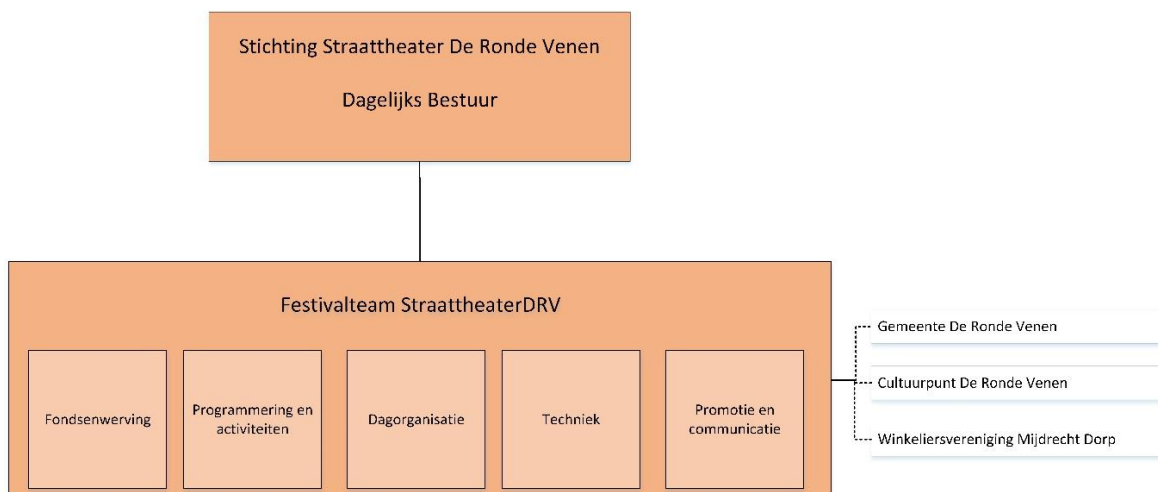 Stichting Straattheater De Ronde Venen
Dagelijks Bestuur
Festivalteam StraattheaterDRV
Fondsenwerving
Programmering en
activiteiten
Dagorganisatie
Techniek
Promotie en
communicatie
Gemeente De Ronde Venen
Cultuurpunt De Ronde Venen
Winkeliersvereniging Mijdrecht Dorp